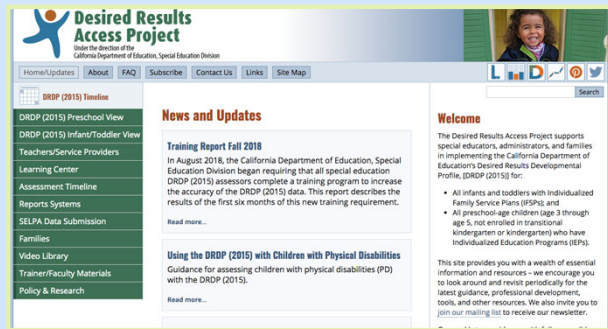 Desired Results
Access Project
Under the direction of the
California Department of Education, Special Education Division
Home/Updates About FAQ Subscribe Contact Us Links Site Map
Search
DRDP (2015) Timeline
DRDP (2015) Preschool View
DRDP (2015) Infant/Toddler View
Teachers/Service Providers
Learning Center
Assessment Timeline
Reports Systems
SELPA Data Submission
Families
Video Library
Trainer/Faculty Materials
Policy & Research
News and Updates
Training Report Fall 2018
In August 2018, the California Department of Education, Special
Education Division began requiring that all special education
DRDP (2015) assessors complete a training program to increase
the accuracy of the DRDP (2015) data. This report describes the
results of the first six months of this new training requirement.
Read more...
Using the DRDP (2015) with Children with Physical Disabilities
Guidance for assessing children with physical disabilities (PD)
with the DRDP (2015).
Read more...
Welcome
The Desired Results Access Project supports
special educators, administrators, and families
in implementing the California Department of
Education's Desired Results Developmental
Profile, [DRDP (2015)] for:
• All infants and toddlers with Individualized
Family Service Plans (IFSPs); and
• All preschool-age children (age 3 through
age 5, not enrolled in transitional
kindergarten or kindergarten) who have
Individualized Education Programs (IEPs).
This site provides you with a wealth of essential
information and resources – we encourage you
to look around and revisit periodically for the
latest guidance, professional development,
tools, and other resources. We also invite you to
join our mailing list to receive our newsletter.